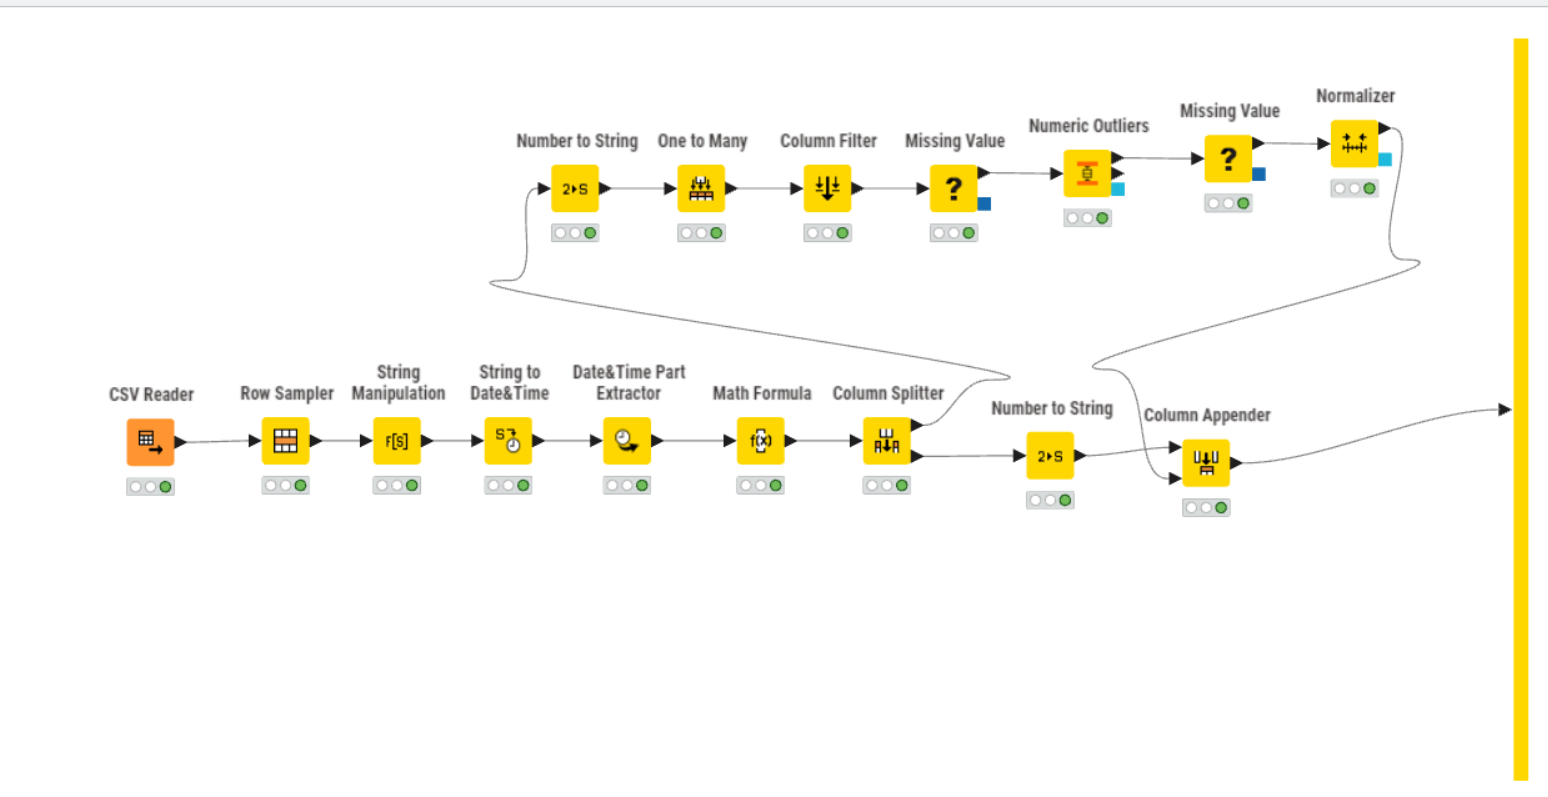 Number to String
One to Many
Column Filter
Missing Value
Numeric Outliers
Missing Value
Normalizer
2▸S
?
?
CSV Reader
Row Sampler
String
Manipulation
String to
Date&Time
Date&Time Part
Extractor
Math Formula
Column Splitter
Number to String
Column Appender
F[S]
S
f(x)
2▸S